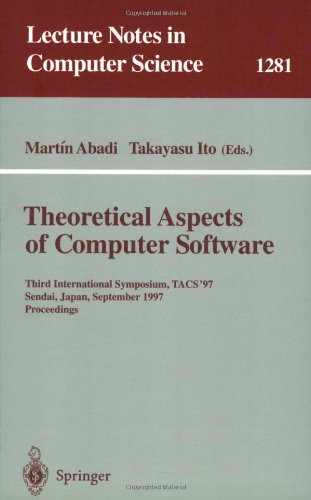 Lecture Notes in
Computer Science 1281
Martín Abadi Takayasu Ito (Eds.)
Theoretical Aspects
of Computer Software
Third International Symposium, TACS'97
Sendai, Japan, September 1997
Proceedings
Springer